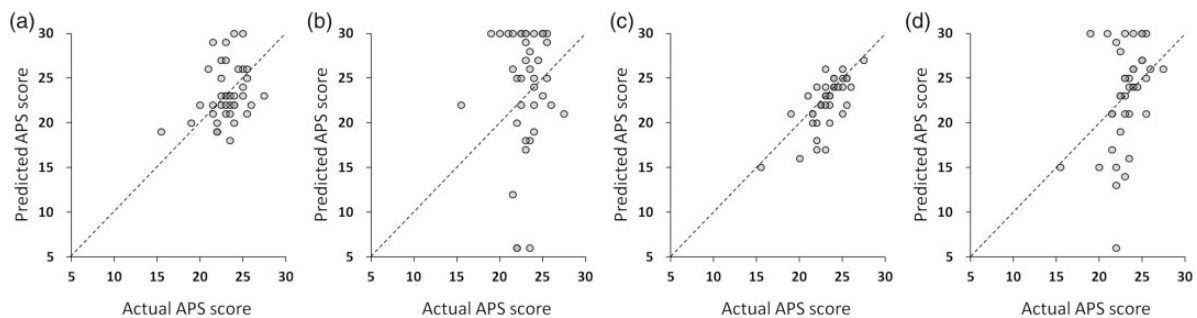 (a) (b) (c) (d)
30 30 30 30
25 25 25 25
20 20 20 20
15 15 15 15
10 10 10 10
5 5 5 5
Predicted APS score Predicted APS score Predicted APS score Predicted APS score
5 10 15 20 25 30 5 10 15 20 25 30 5 10 15 20 25 30 5 10 15 20 25 30
Actual APS score Actual APS score Actual APS score Actual APS score